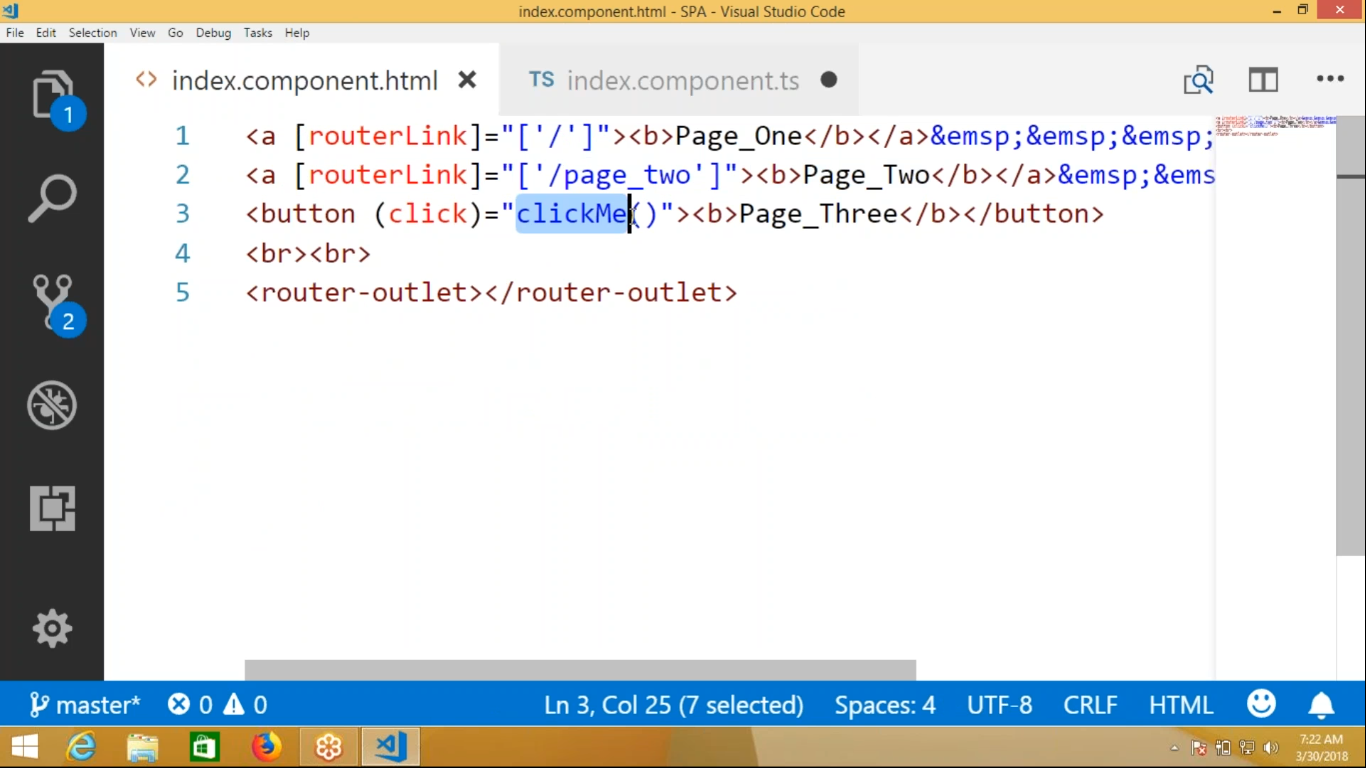 index.component.html - SPA - Visual Studio Code
File Edit Selection View Go Debug Tasks Help
index.component.html TS index.component.ts
1
1 <a [routerLink]="['/']"><b>Page_One</b></a>&emsp;&emsp;&emsp;
2 <a [routerLink]="['/page_two']"><b>Page_Two</b></a>&emsp;&ems
3 <button (click)="clickMe()"><b>Page_Three</b></button>
4 <br><br>
5 <router-outlet></router-outlet>
2
master* 0 0 Ln 3, Col 25 (7 selected) Spaces: 4 UTF-8 CRLF HTML
7:22 AM
3/30/2018